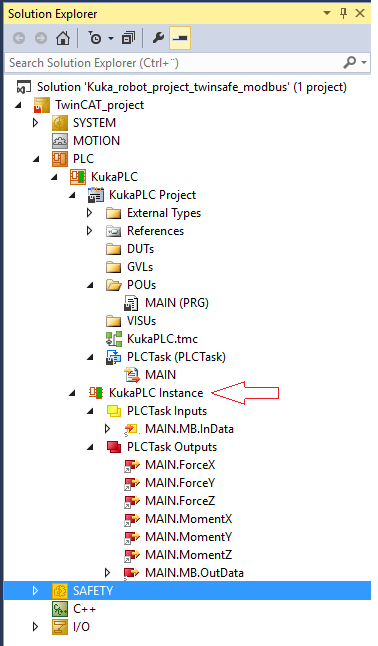 Solution Explorer
Search Solution Explorer (Ctrl+¨)
Solution 'Kuka_robot_project_twinsafe_modbus' (1 project)
TwinCAT_project
SYSTEM
MOTION
PLC
KukaPLC
KukaPLC Project
External Types
References
DUTs
GVLs
POUs
MAIN (PRG)
VISUs
KukaPLC.tmc
PLCTask (PLCTask)
MAIN
KukaPLC Instance
PLCTask Inputs
MAIN.MB.InData
PLCTask Outputs
MAIN.ForceX
MAIN.ForceY
MAIN.ForceZ
MAIN.MomentX
MAIN.MomentY
MAIN.MomentZ
MAIN.MB.OutData
SAFETY
C++
I/O